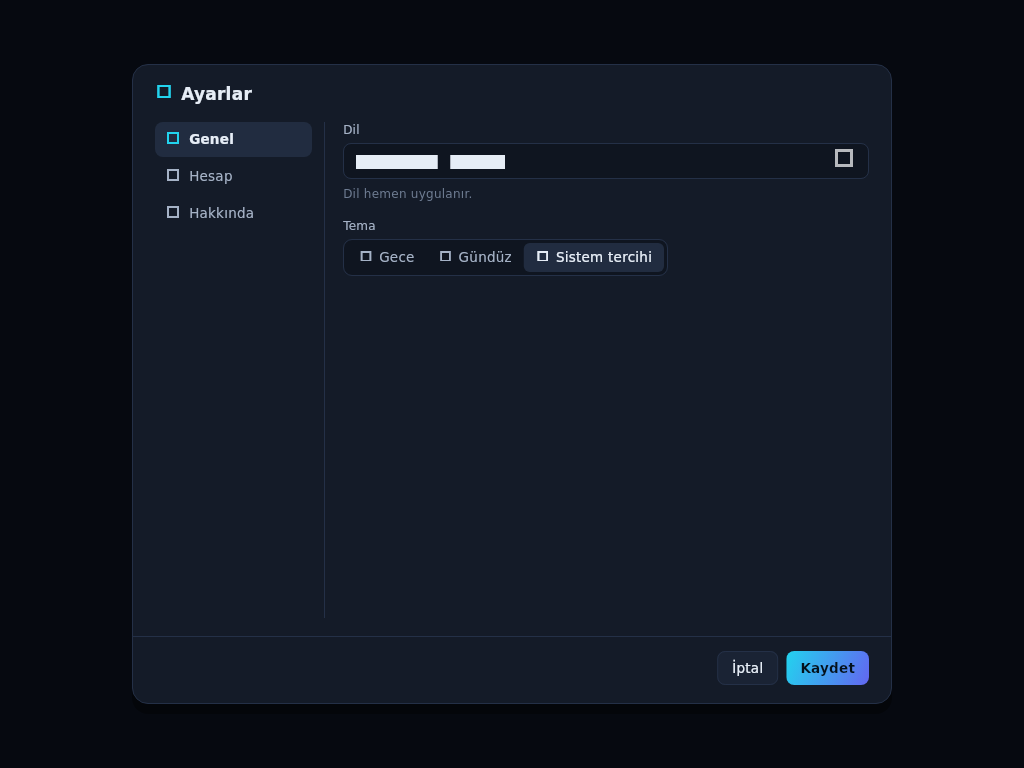 Ayarlar
Genel
Hesap
Hakkında
Dil
Dil hemen uygulanır.
Tema
Gece Gündüz Sistem tercihi
İptal Kaydet